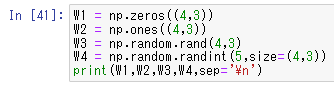 In [41]: W1 = np.zeros((4,3))
W2 = np.ones((4,3))
W3 = np.random.rand(4,3)
W4 = np.random.randint(5,size=(4,3))
print(W1,W2,W3,W4,sep='¥n')